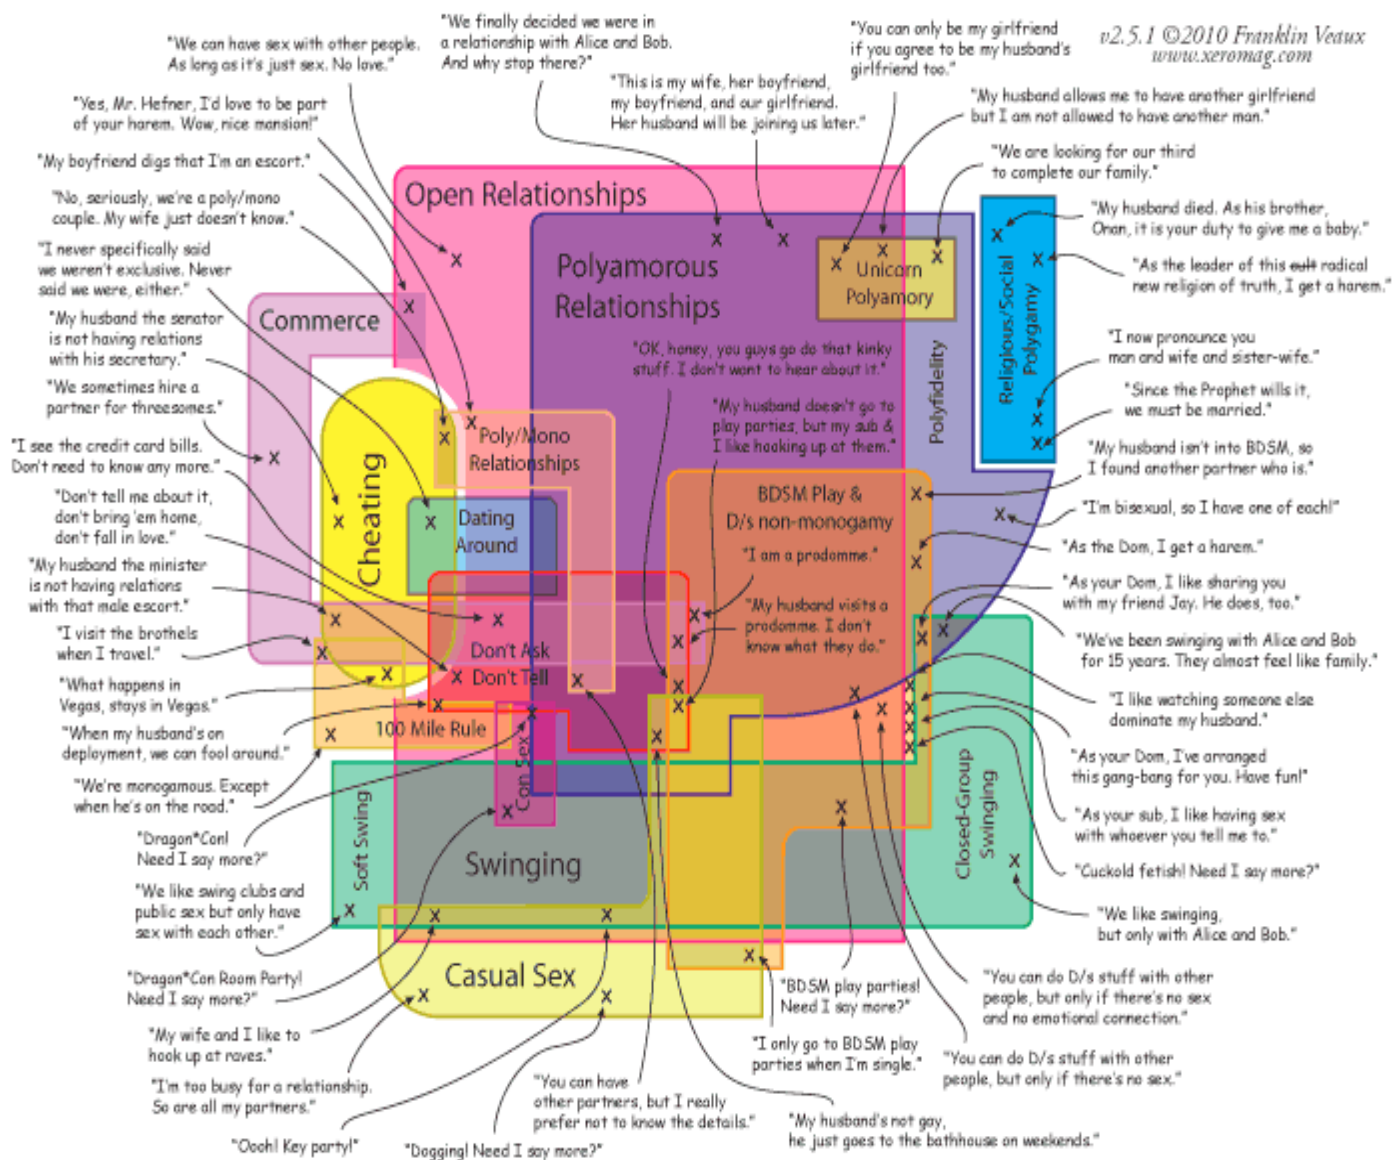 "We finally decided we were in
a relationship with Alice and Bob.
And why stop there?"
"You can only be my girlfriend
if you agree to be my husband's
girlfriend too."
v2.5.1 ©2010 Franklin Veaux
www.xeromag.com
"We can have sex with other people.
As long as it's just sex. No love."
"This is my wife, her boyfriend,
my boyfriend, and our girlfriend.
Her husband will be joining us later."
"My husband allows me to have another girlfriend
but I am not allowed to have another man."
"Yes, Mr. Hefner, I'd love to be part
of your harem. Wow, nice mansion!"
"We are looking for our third
to complete our family."
"My boyfriend digs that I'm an escort."
"No, seriously, we're a poly/mono
couple. My wife just doesn't know."
"I never specifically said
we weren't exclusive. Never
said we were, either."
"My husband the senator
is not having relations
with his secretary."
"We sometimes hire a
partner for threesomes."
"I see the credit card bills.
Don't need to know any more."
"Don't tell me about it,
don't bring 'em home,
don't fall in love."
"My husband the minister
is not having relations
with that male escort."
"I visit the brothels
when I travel."
"What happens in
Vegas, stays in Vegas."
"When my husband's on
deployment, we can fool around."
"We're monogamous. Except
when he's on the road."
"Dragon*Con!
Need I say more?"
"We like swing clubs and
public sex but only have
sex with each other."
"Dragon*Con Room Party!
Need I say more?"
"My wife and I like to
hook up at raves."
"I'm too busy for a relationship.
So are all my partners."
"Oooh! Key party!"
"Dogging! Need I say more?"
Open Relationships
Polyamorous
Relationships
Unicorn
Polyamory
Commerce
Cheating
Poly/Mono
Relationships
Dating
Around
"OK, honey, you guys go do that kinky
stuff. I don't want to hear about it."
"My husband doesn't go to
play parties, but my sub &
I like hooking up at them."
Polyfidelity
Religious/Social
Polygamy
BDSM Play &
D/s non-monogamy
"I am a prodomme."
"My husband visits a
prodomme. I don't
know what they do."
Don't Ask
Don't Tell
100 Mile Rule
Con Sex
Soft Swing
Swinging
Closed-Group
Swinging
Casual Sex
"My husband died. As his brother,
Onan, it is your duty to give me a baby."
"As the leader of this cult radical
new religion of truth, I get a harem."
"I now pronounce you
man and wife and sister-wife."
"Since the Prophet wills it,
we must be married."
"My husband isn't into BDSM, so
I found another partner who is."
"I'm bisexual, so I have one of each!"
"As the Dom, I get a harem."
"As your Dom, I like sharing you
with my friend Jay. He does, too."
"We've been swinging with Alice and Bob
for 15 years. They almost feel like family."
"I like watching someone else
dominate my husband."
"As your Dom, I've arranged
this gang-bang for you. Have fun!"
"As your sub, I like having sex
with whoever you tell me to."
"Cuckold fetish! Need I say more?"
"We like swinging,
but only with Alice and Bob."
"You can do D/s stuff with other
people, but only if there's no sex
and no emotional connection."
"BDSM play parties!
Need I say more?"
"I only go to BDSM play
parties when I'm single."
"You can do D/s stuff with other
people, but only if there's no sex."
"You can have
other partners, but I really
prefer not to know the details."
"My husband's not gay,
he just goes to the bathhouse on weekends."